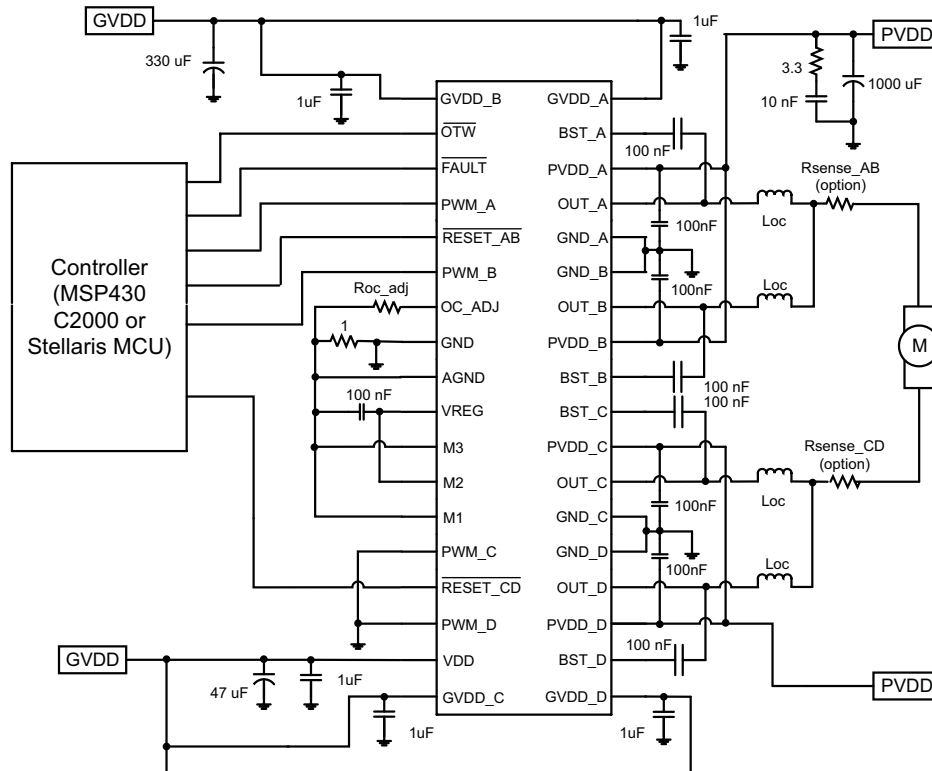 GVDD
330 uF
1uF
1uF
PVDD
3.3
10 nF
1000 uF
GVDD_B
OTW
FAULT
PWM_A
RESET_AB
PWM_B
OC_ADJ
GND
AGND
VREG
M3
M2
M1
PWM_C
RESET_CD
PWM_D
VDD
GVDD_C
GVDD_A
BST_A
PVDD_A
OUT_A
GND_A
GND_B
OUT_B
PVDD_B
BST_B
BST_C
PVDD_C
OUT_C
GND_C
GND_D
OUT_D
PVDD_D
BST_D
GVDD_D
Controller
(MSP430
C2000 or
Stellaris MCU)
Roc_adj
1
100 nF
100 nF
100nF
100nF
100 nF
100 nF
100nF
100nF
100 nF
Loc
Loc
Loc
Loc
Rsense_AB
(option)
M
Rsense_CD
(option)
GVDD
47 uF
1uF
1uF
1uF
PVDD